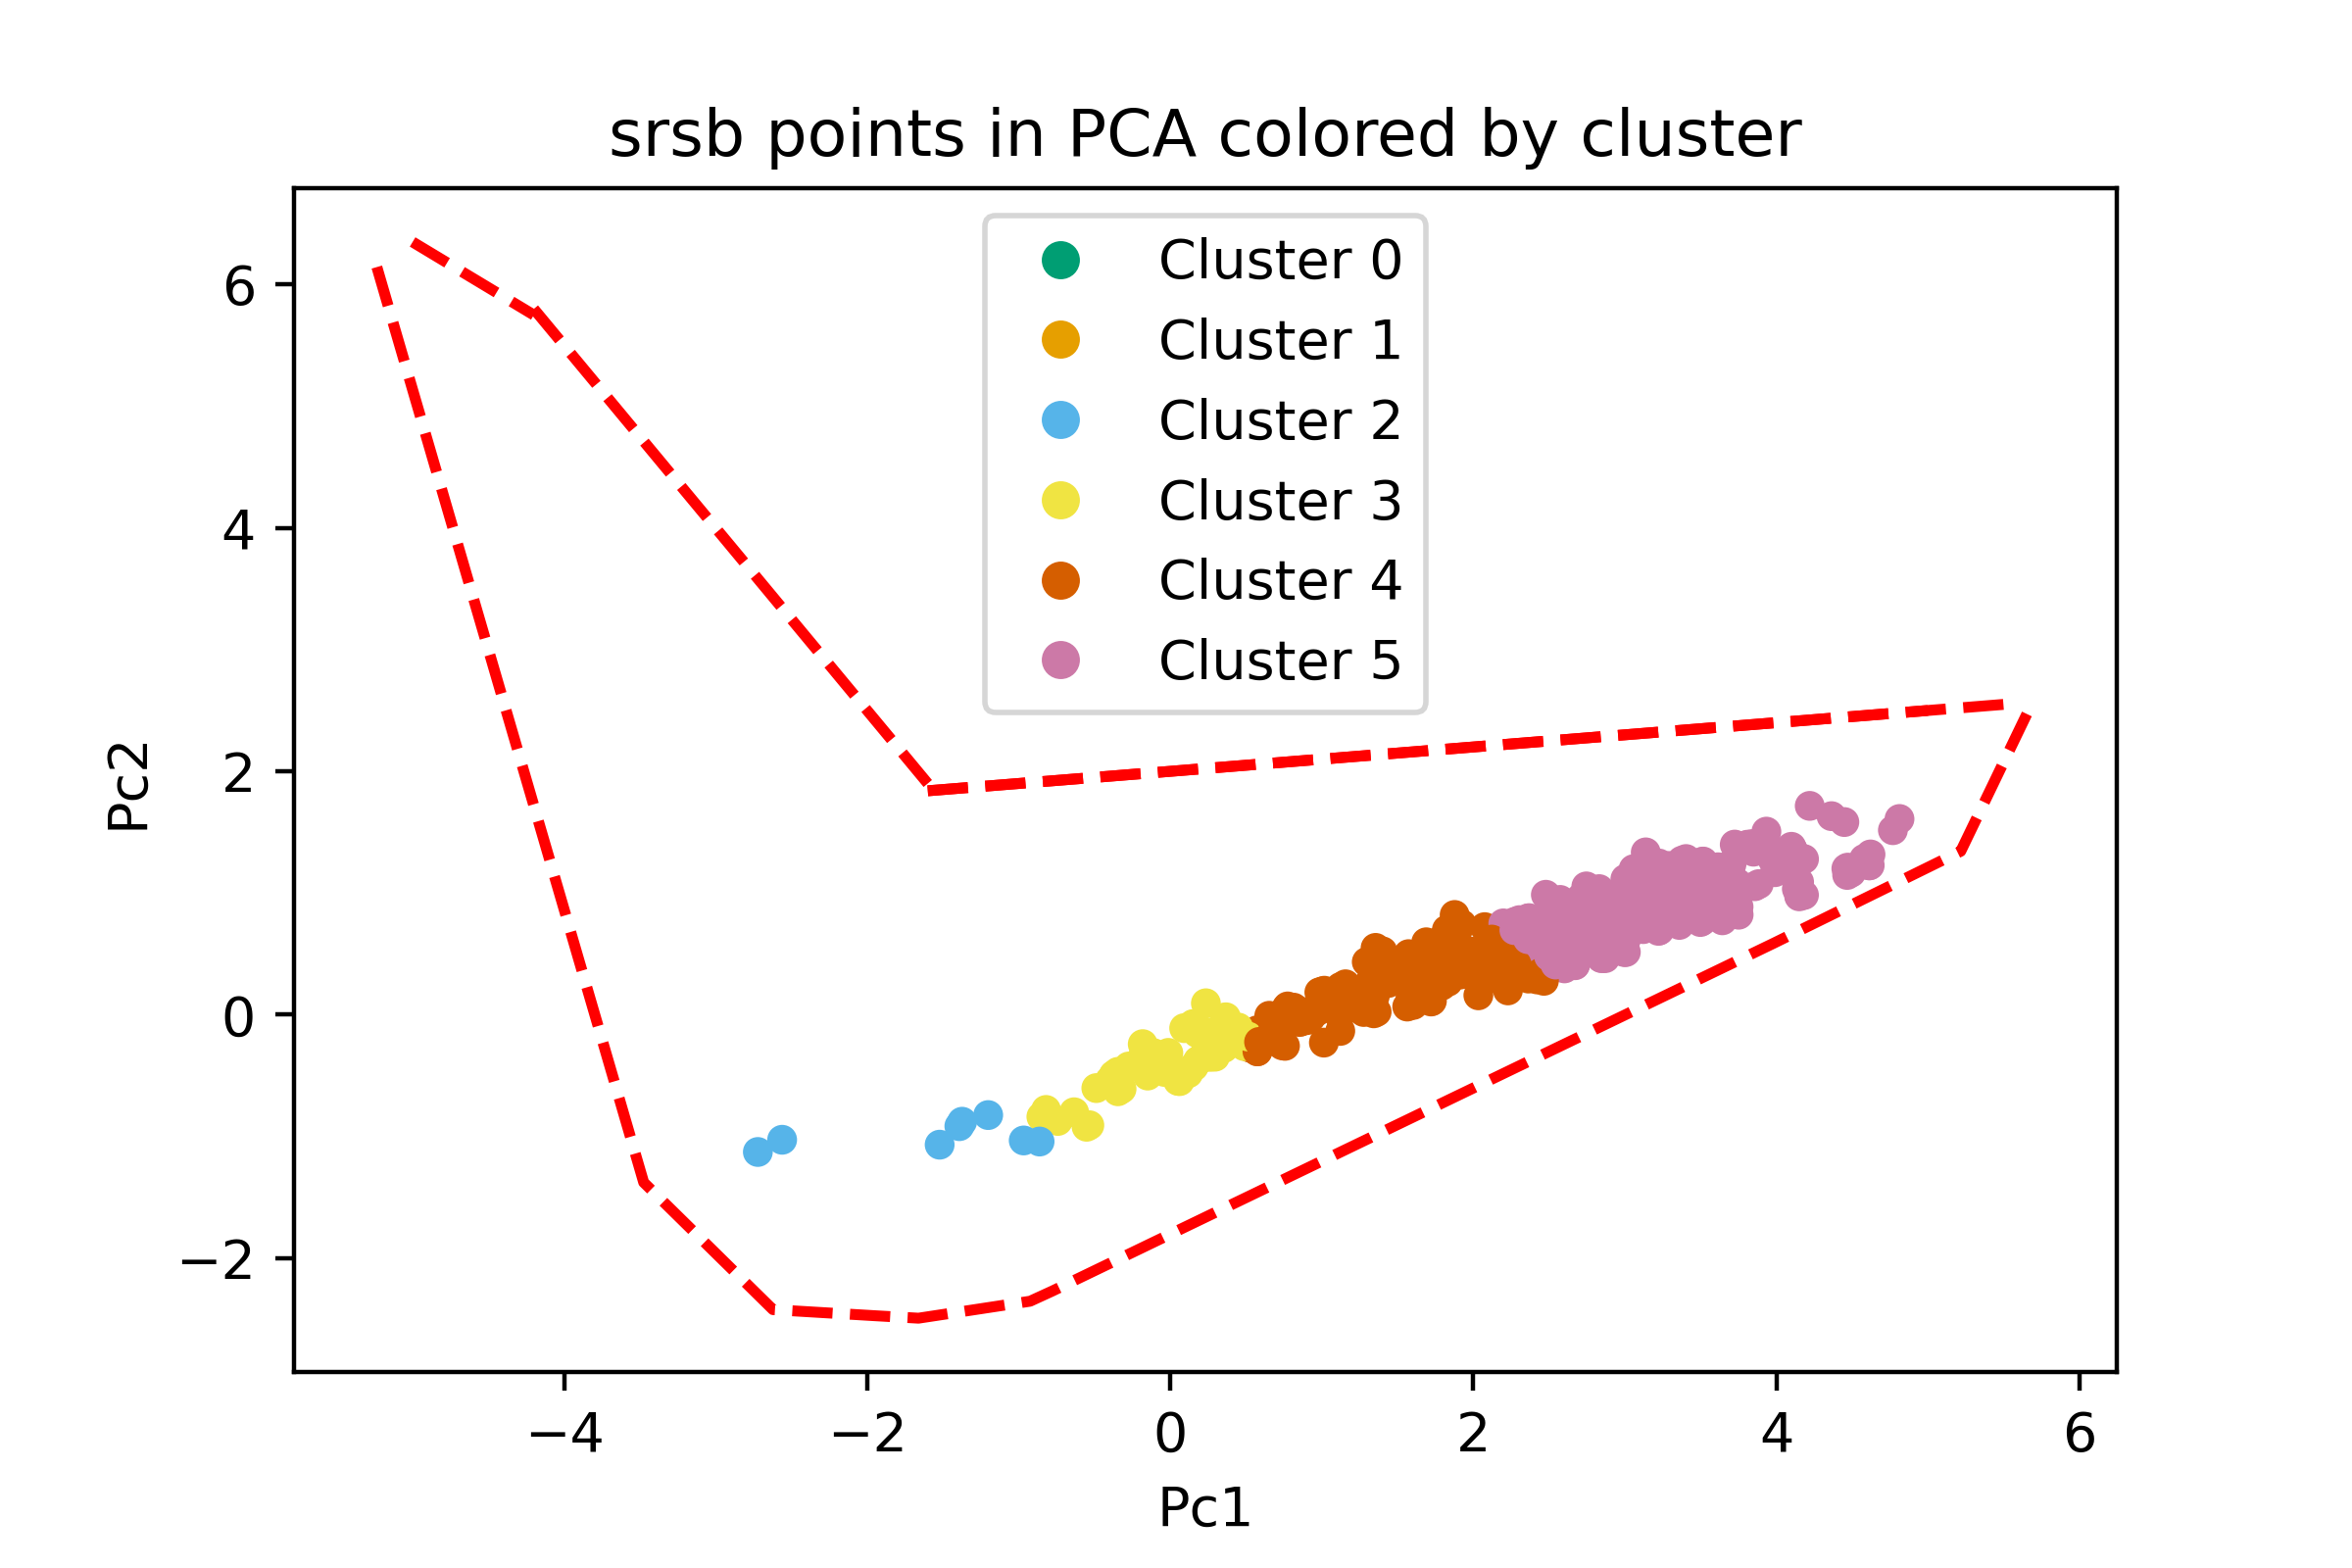 srsb points in PCA colored by cluster
Cluster 0
Cluster 1
Cluster 2
Cluster 3
Cluster 4
Cluster 5
6
4
2
0
−2
Pc2
−4
−2
0
2
4
6
Pc1